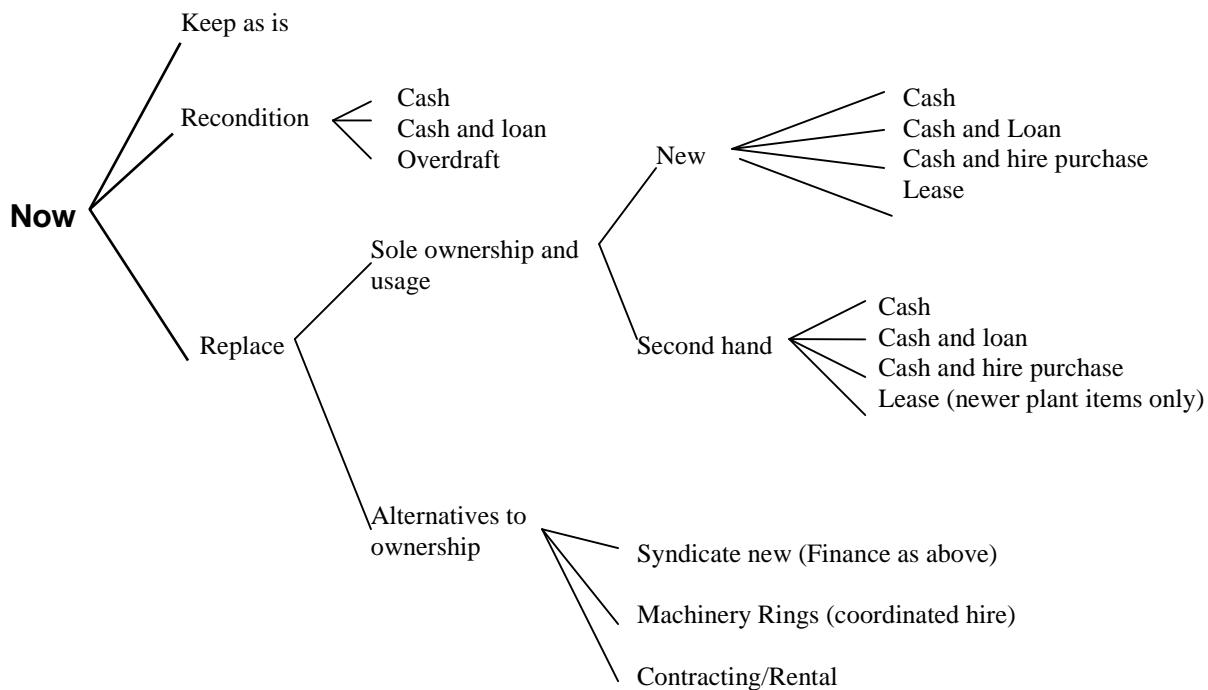 Now
Keep as is
Recondition
Cash
Cash and loan
Overdraft
Replace
Sole ownership and
usage
New
Cash
Cash and Loan
Cash and hire purchase
Lease
Second hand
Cash
Cash and loan
Cash and hire purchase
Lease (newer plant items only)
Alternatives to
ownership
Syndicate new (Finance as above)
Machinery Rings (coordinated hire)
Contracting/Rental